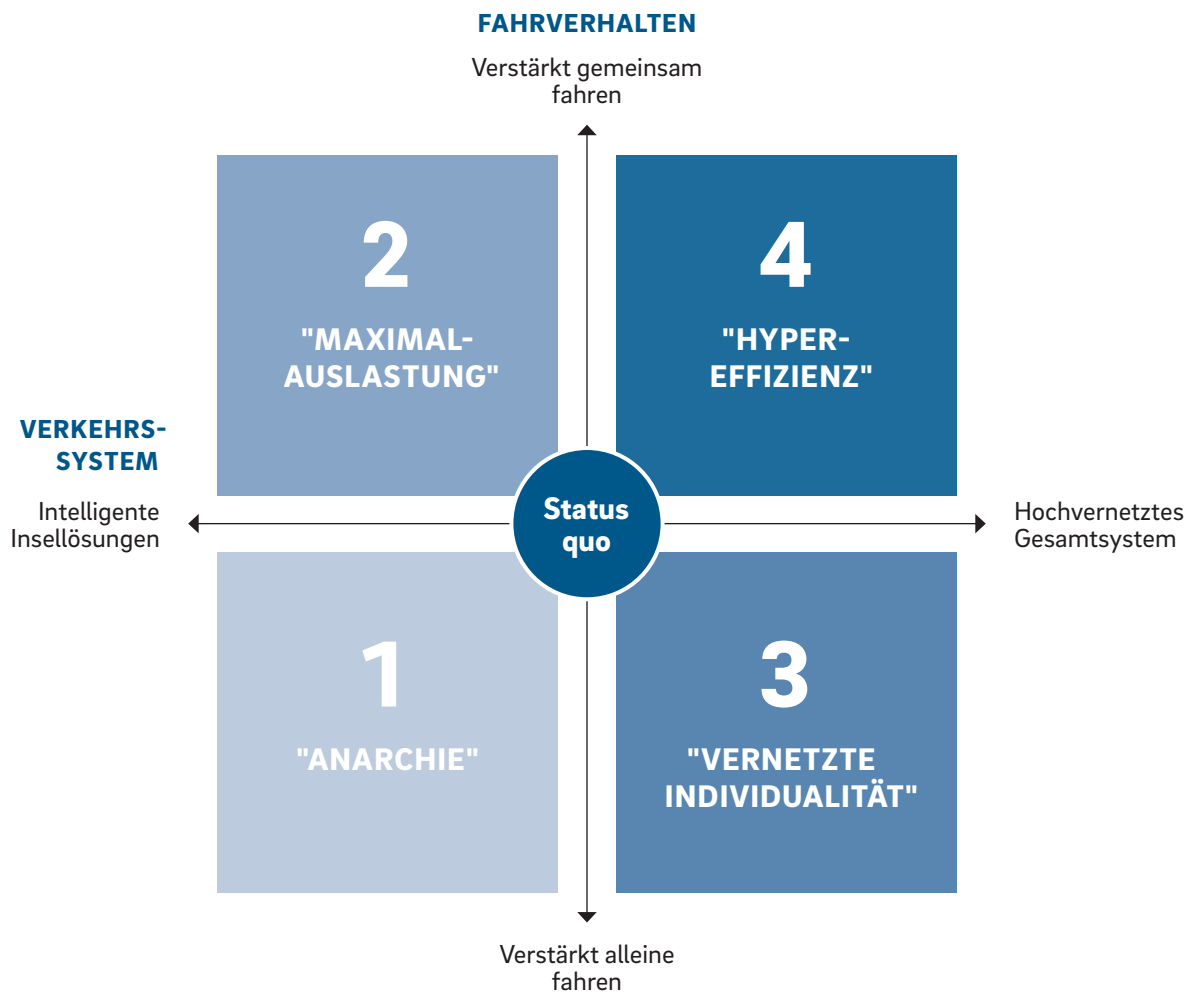 FAHRVERHALTEN
Verstärkt gemeinsam
fahren
2
"MAXIMAL-
AUSLASTUNG"
4
"HYPER-
EFFIZIENZ"
VERKEHRS-
SYSTEM
Intelligente
Insellösungen
Status
quo
Hochvernetztes
Gesamtsystem
1
"ANARCHIE"
3
"VERNETZTE
INDIVIDUALITÄT"
Verstärkt alleine
fahren